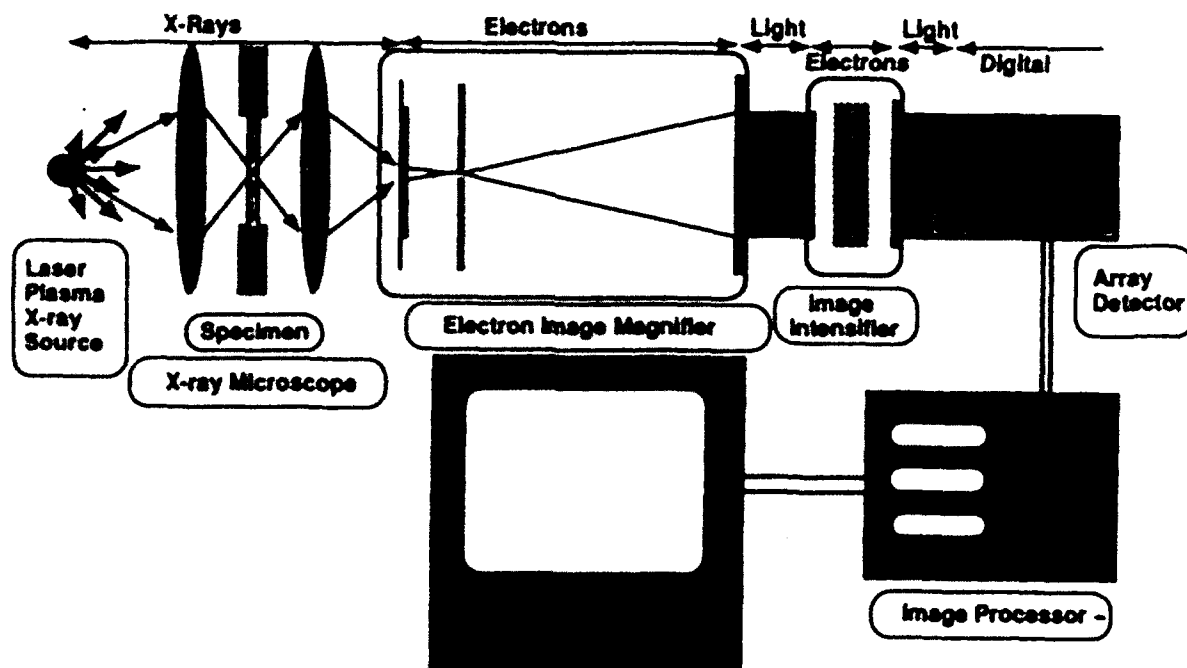 X-Rays
Electrons
Light
Electrons
Light
Digital
Laser
Plasma
X-ray
Source
Specimen
X-ray Microscope
Electron Image Magnifier
Image
Intensifier
Array
Detector
Image Processor -